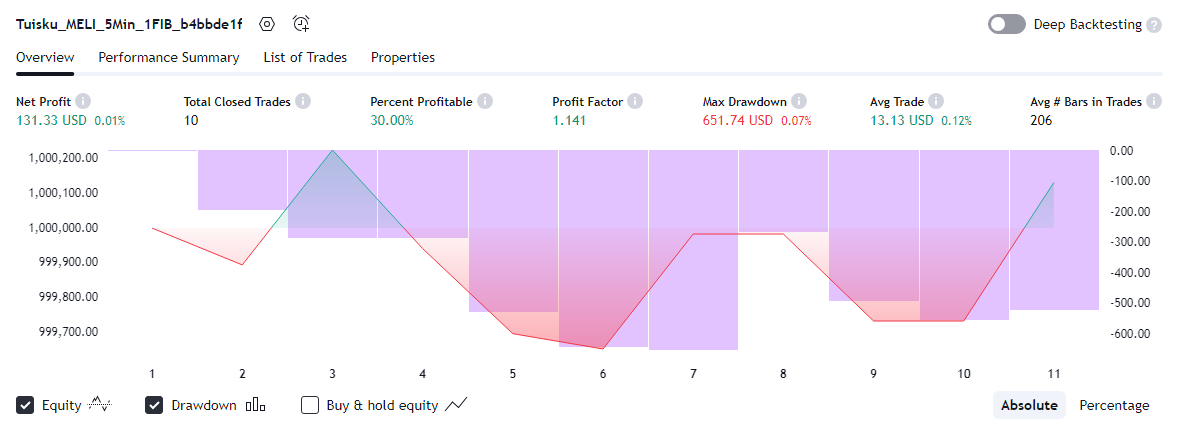 Tuisku_MELI_5Min_1FIB_b4bbde1f
Deep Backtesting ?
Overview Performance Summary List of Trades Properties
Net Profit i Total Closed Trades i Percent Profitable i Profit Factor i Max Drawdown i Avg Trade i Avg # Bars in Trades i
131.33 USD 0.01% 10 30.00% 1.141 651.74 USD 0.07% 13.13 USD 0.12% 206
1,000,200.00 0.00
1,000,100.00 -100.00
-200.00
1,000,000.00 -300.00
999,900.00 -400.00
999,800.00 -500.00
999,700.00 -600.00
1 2 3 4 5 6 7 8 9 10 11
Equity Drawdown Buy & hold equity Absolute Percentage